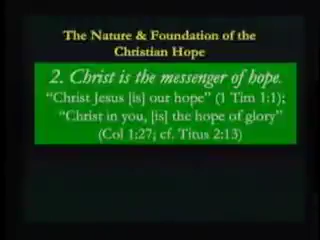 The Nature & Foundation of the
Christian Hope
2. Christ is the messenger of hope.
“Christ Jesus [is] our hope” (1 Tim 1:1);
“Christ in you, [is] the hope of glory”
(Col 1:27; cf. Titus 2:13)